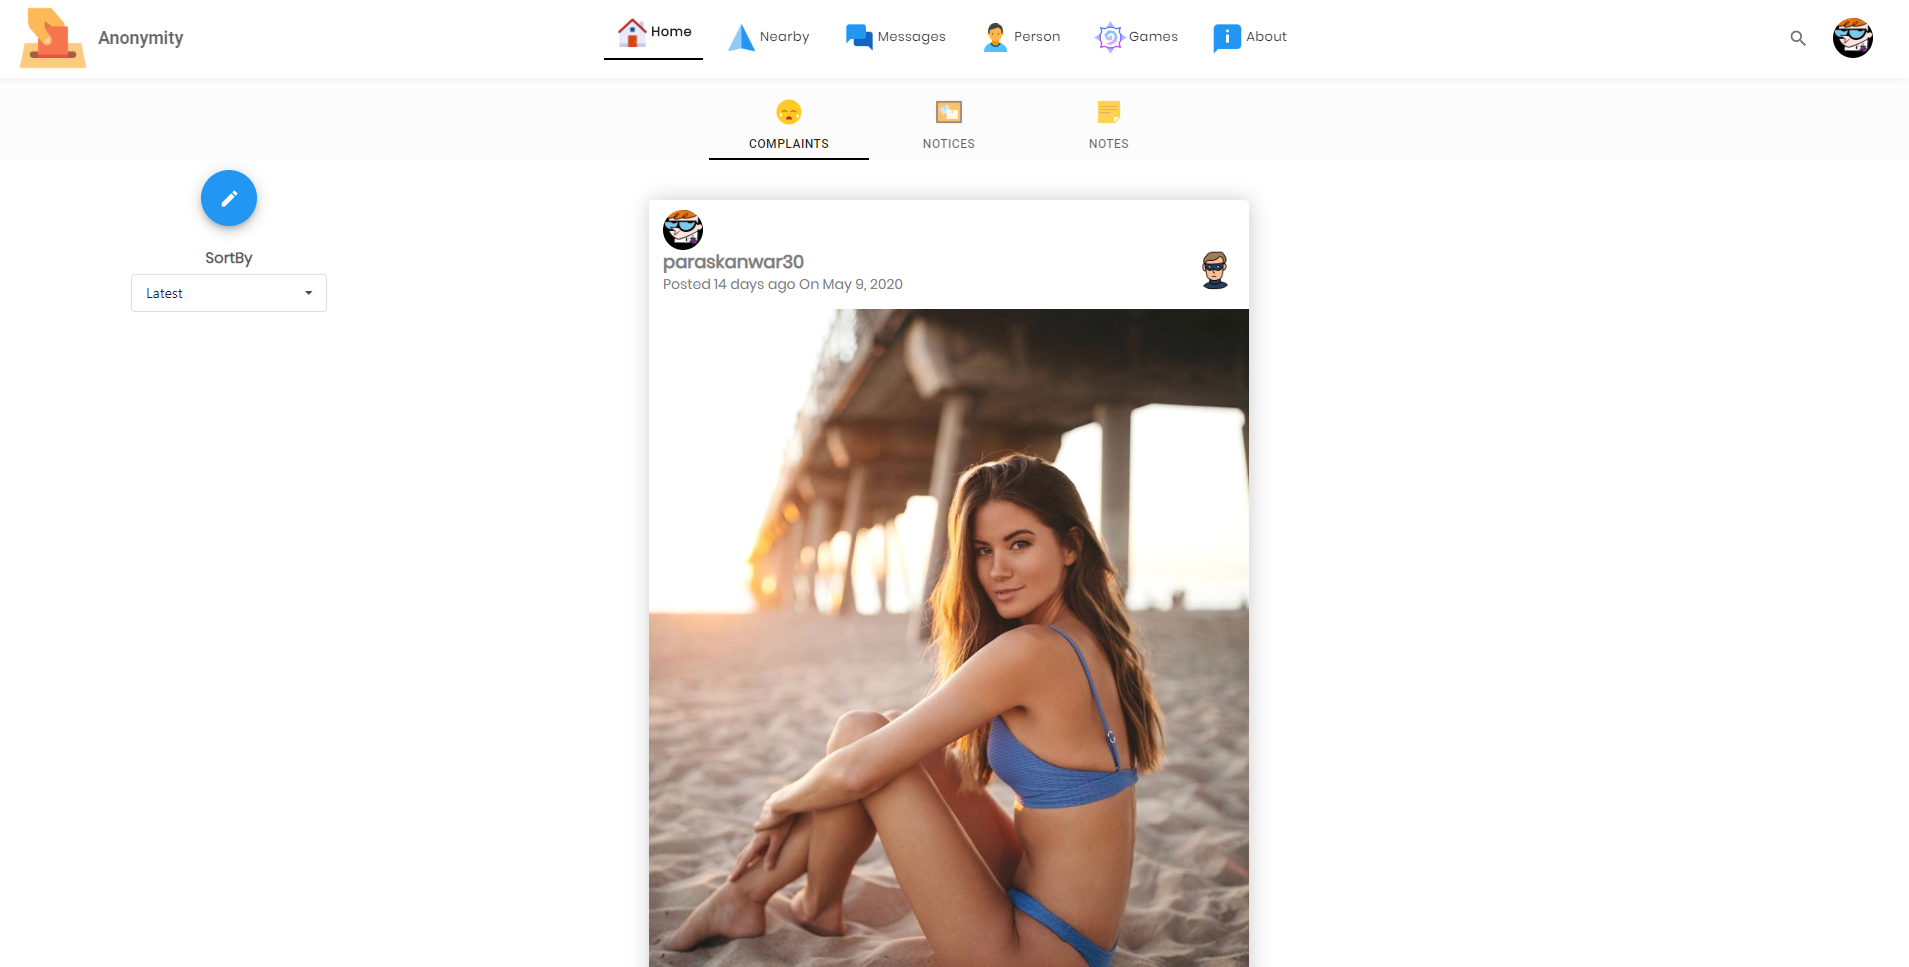 Anonymity
Home
Nearby
Messages
Person
Games
About
COMPLAINTS
NOTICES
NOTES
SortBy
Latest
paraskanwar30
Posted 14 days ago On May 9, 2020